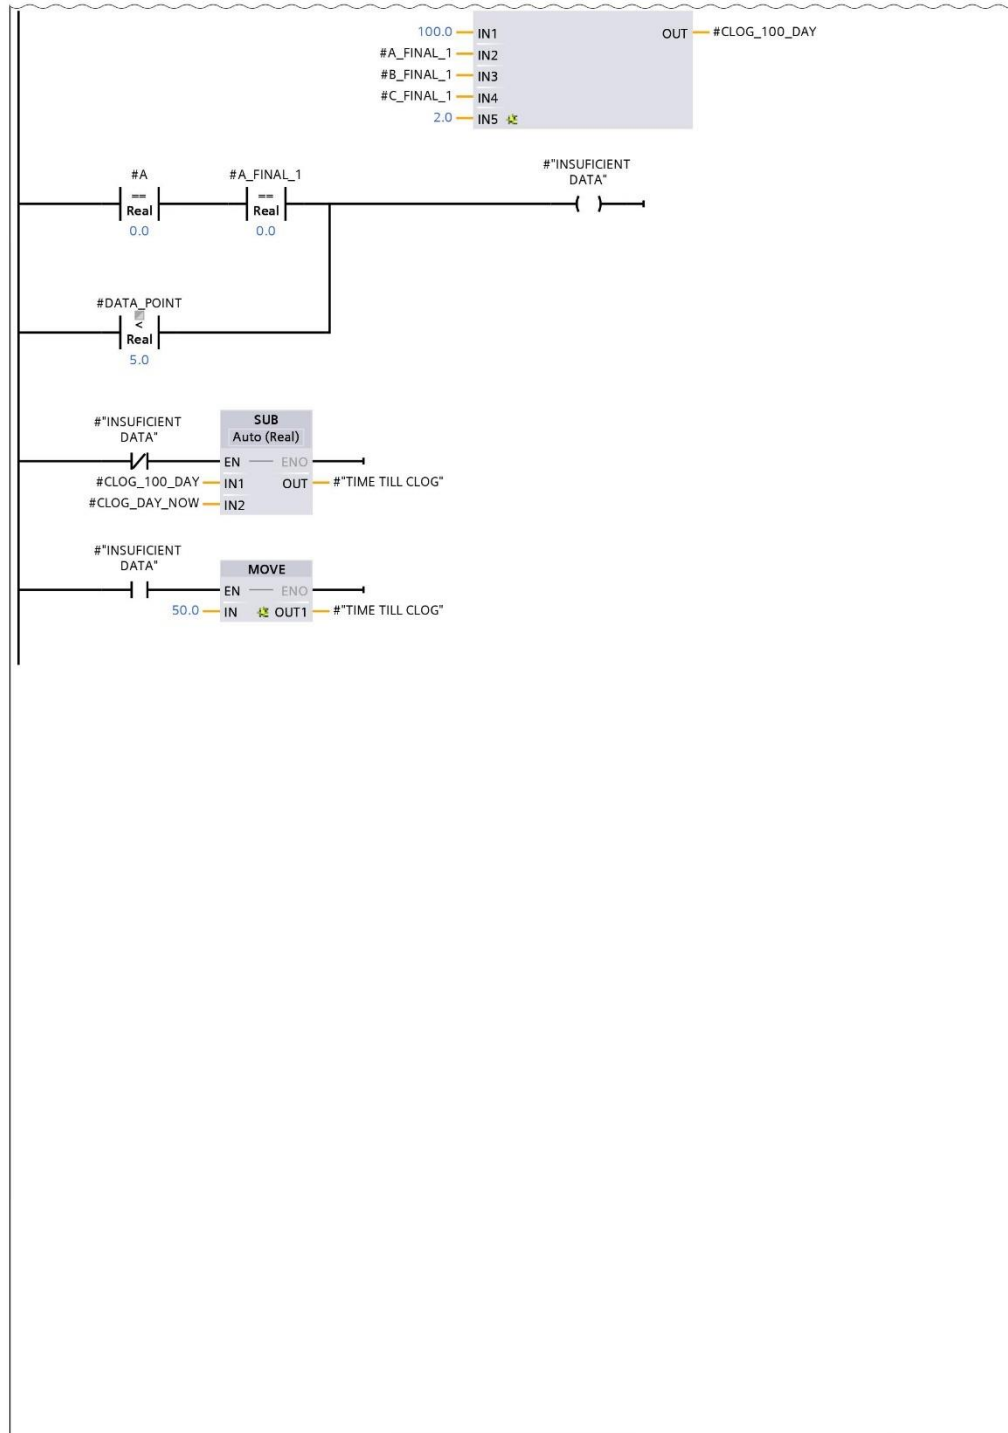 100.0 IN1 OUT #CLOG_100_DAY
#A_FINAL_1 IN2
#B_FINAL_1 IN3
#C_FINAL_1 IN4
2.0 IN5
#"INSUFICIENT
DATA"
#A #A_FINAL_1
== ==
Real Real
0.0 0.0
#DATA_POINT
<
Real
5.0
#"INSUFICIENT
DATA"
SUB
Auto (Real)
EN ENO
#CLOG_100_DAY IN1 OUT #"TIME TILL CLOG"
#CLOG_DAY_NOW IN2
#"INSUFICIENT
DATA"
MOVE
EN ENO
50.0 IN OUT1 #"TIME TILL CLOG"